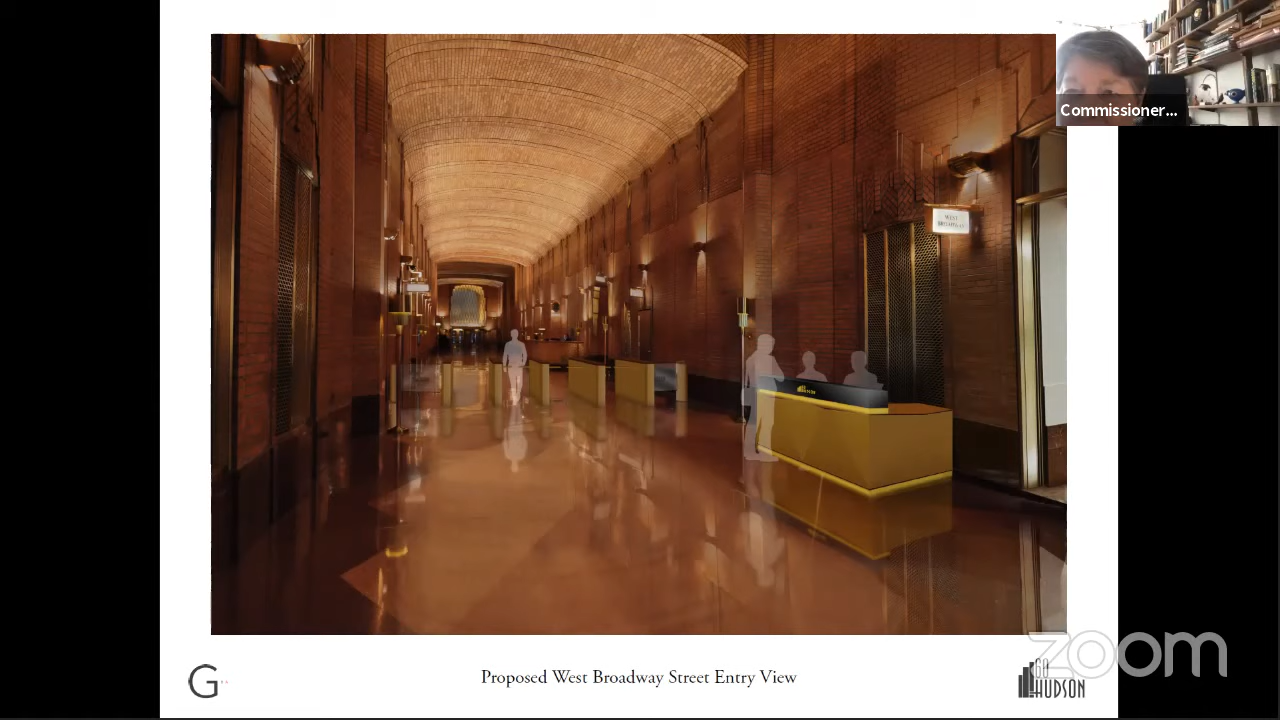 Commissioner...
WEST
BROADWAY
Proposed West Broadway Street Entry View
G
60
HUDSON
zoom